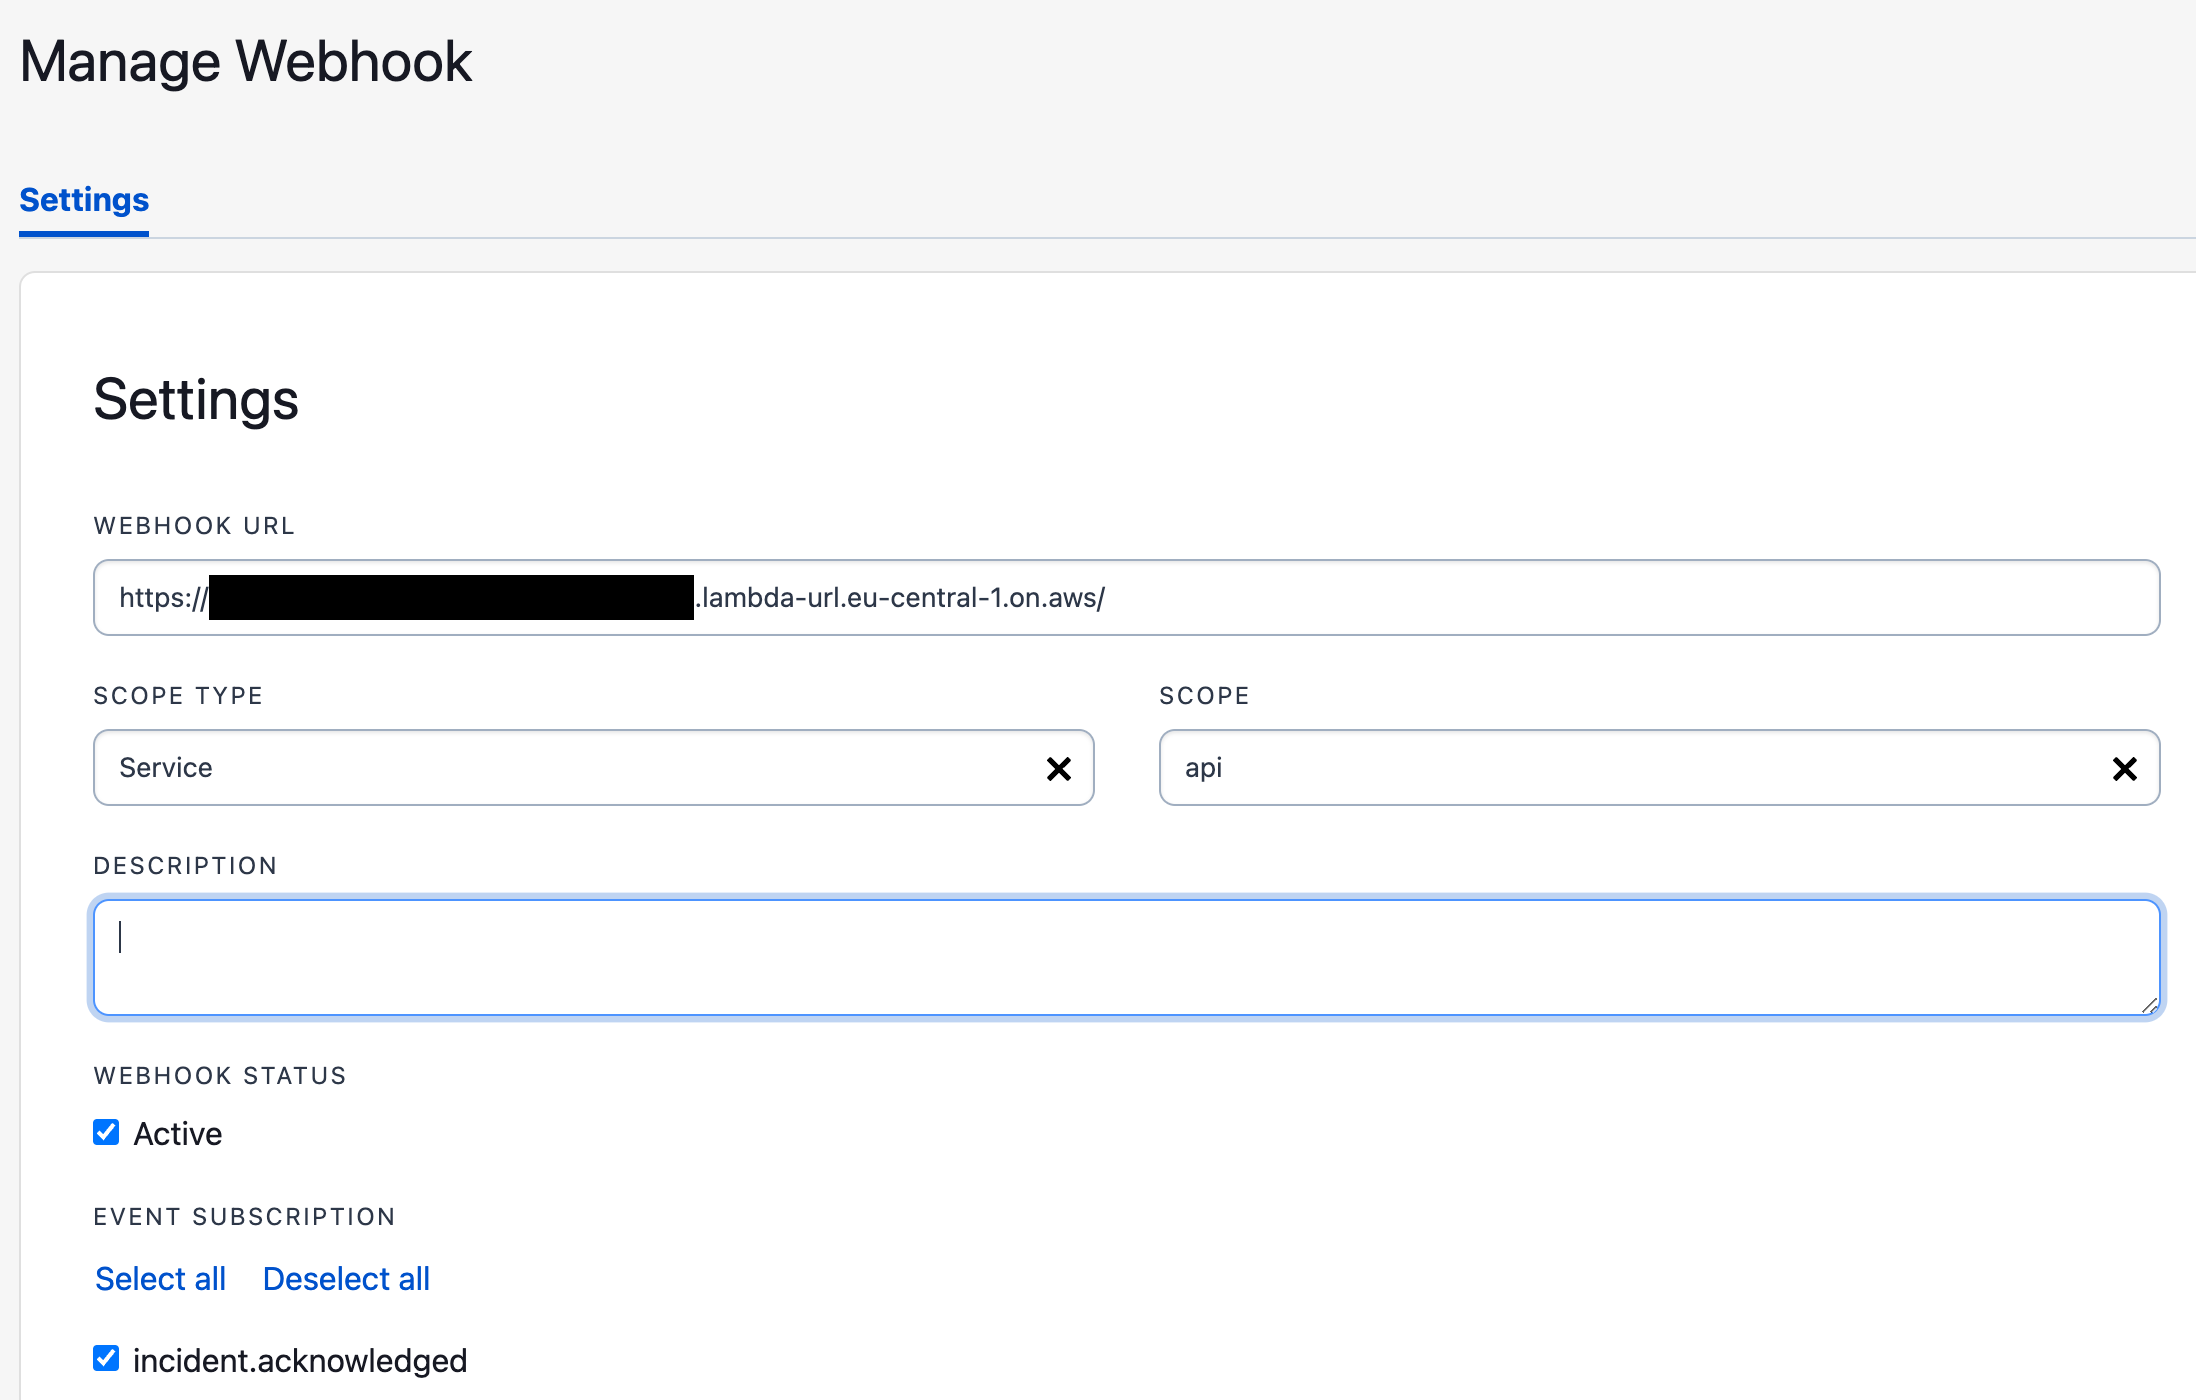 Manage Webhook
Settings
Settings
WEBHOOK URL
https:// .lambda-url.eu-central-1.on.aws/
SCOPE TYPE
SCOPE
Service
api
DESCRIPTION
WEBHOOK STATUS
Active
EVENT SUBSCRIPTION
Select all Deselect all
incident.acknowledged